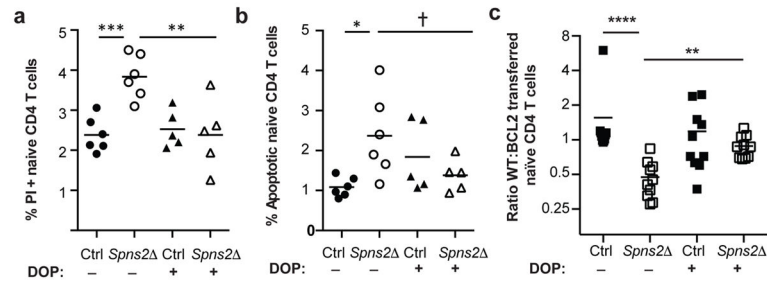 a
b
c
***
**
*
†
****
**
% PI + naive CD4 T cells
5
4
3
2
1
% Apoptotic naive CD4 T cells
5
4
3
2
1
0
Ratio WT:BCL2 transferred
naïve CD4 T cells
8
4
2
1
0.5
0.25
Ctrl Spns2Δ Ctrl Spns2Δ
DOP: – – + +
Ctrl Spns2Δ Ctrl Spns2Δ
DOP: – – + +
Ctrl Spns2Δ Ctrl Spns2Δ
DOP: – – + +